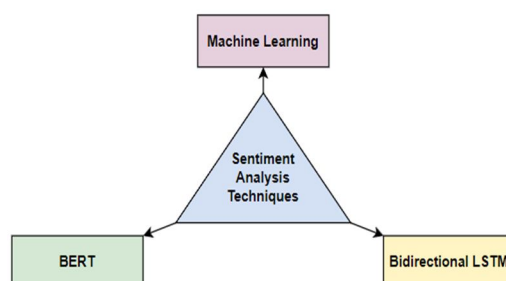 Machine Learning
Sentiment
Analysis
Techniques
BERT
Bidirectional LSTM